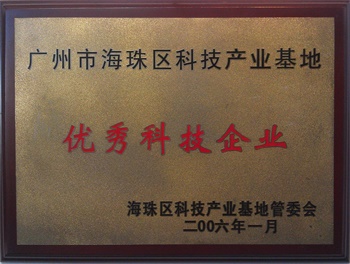 广州市海珠区科技产业基地
优秀科技企业
海珠区科技产业基地管委会
二00六年一月